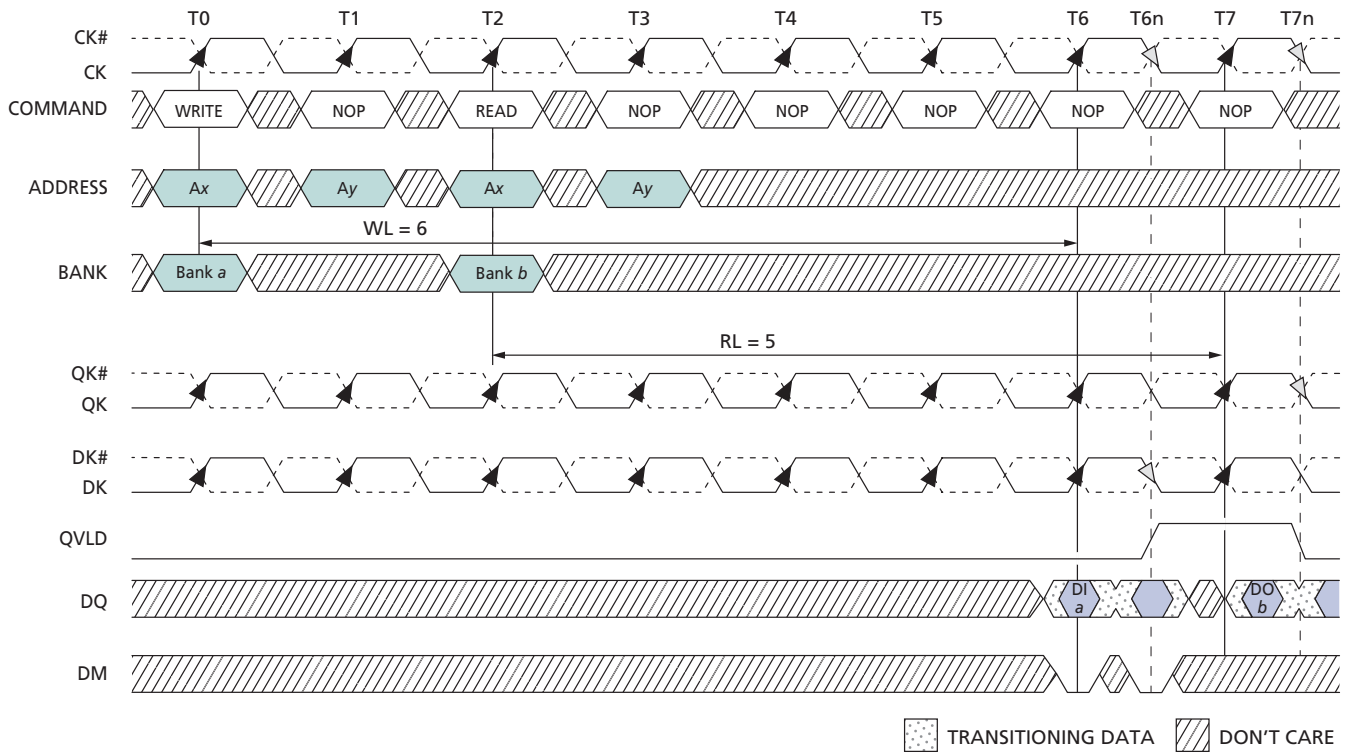 T0 T1 T2 T3 T4 T5 T6 T6n T7 T7n
CK#
CK
COMMAND WRITE NOP READ NOP NOP NOP NOP NOP
ADDRESS Ax Ay Ax Ay
WL = 6
BANK Bank a Bank b
RL = 5
QK#
QK
DK#
DK
QVLD
DQ DI a DO b
DM
TRANSITIONING DATA DON'T CARE